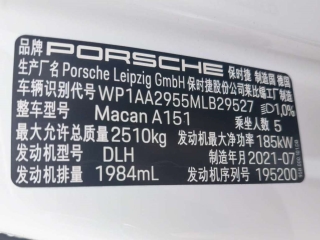 品牌 PORSCHE 保时捷 制造国 德国
生产厂名 Porsche Leipzig GmbH 保时捷股份公司莱比锡工厂制造
车辆识别代号 WP1AA2955MLB29527 1,0%
整车型号 Macan A151 乘坐人数 5
最大允许总质量 2510kg 发动机最大净功率 185kW
发动机型号 DLH 制造年月 2021-07
发动机排量 1984mL 发动机序列号 195200